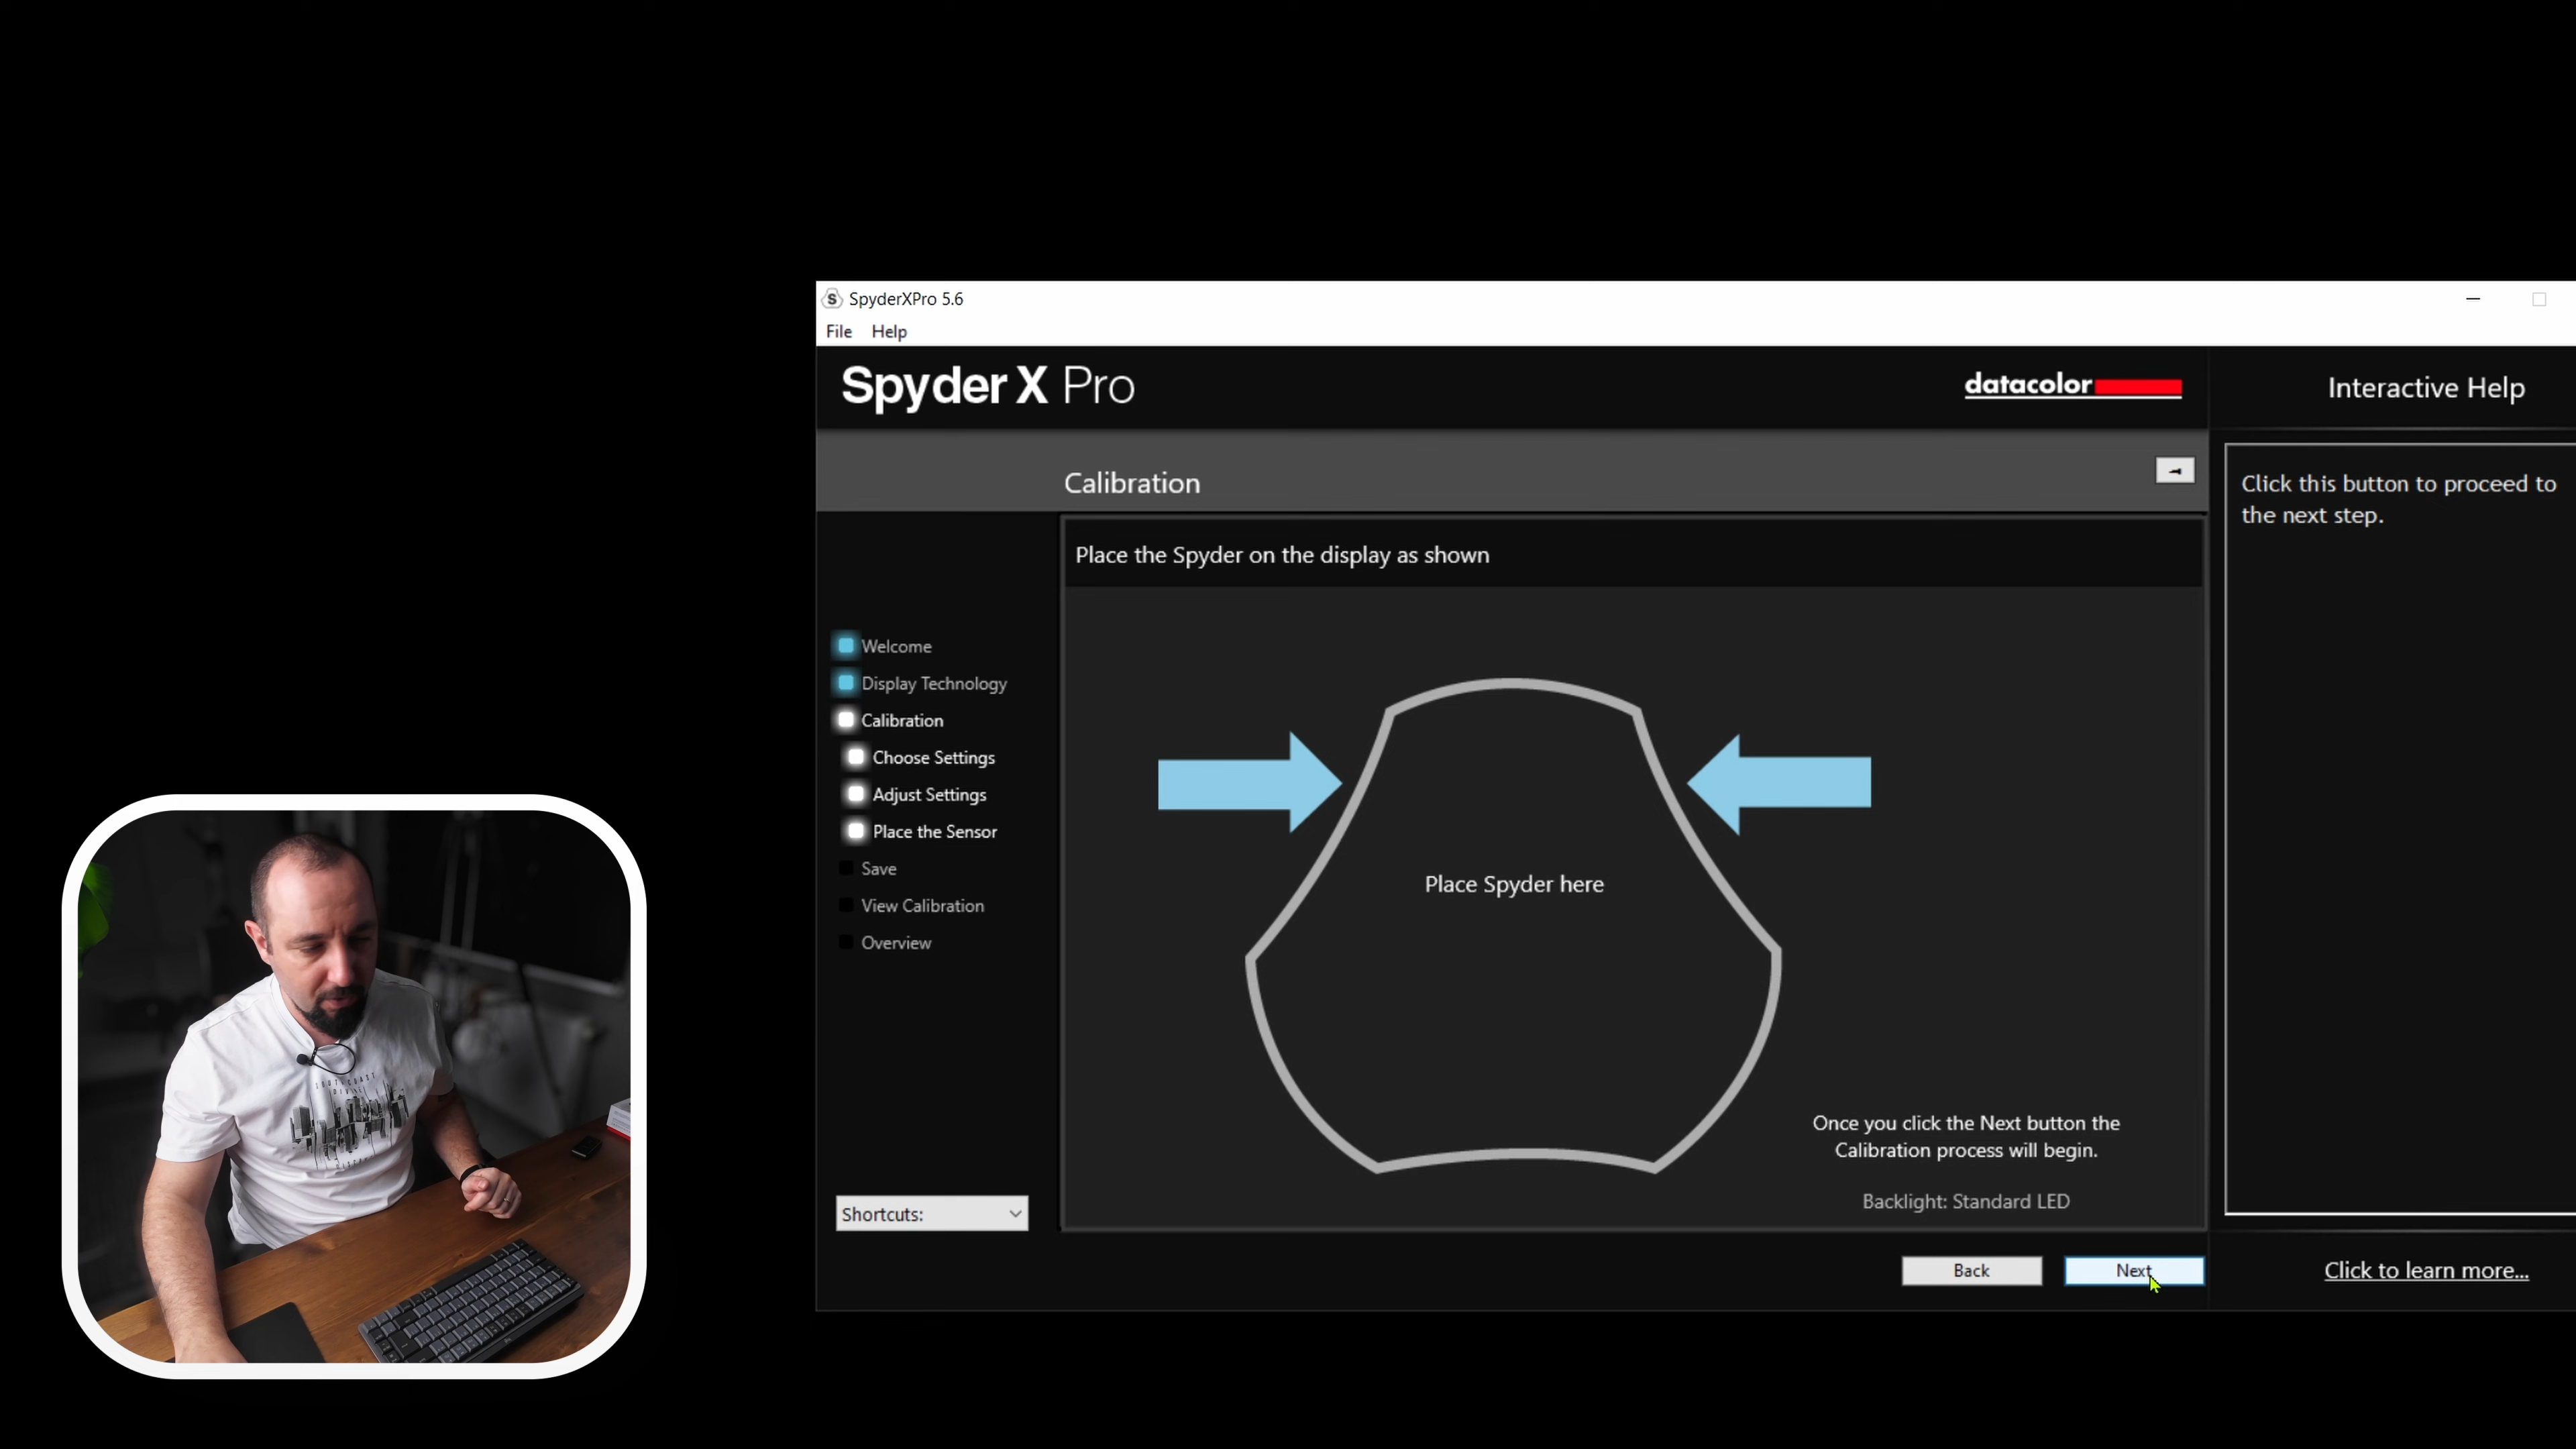 SpyderXPro 5.6
File Help
Spyder X Pro
datacolor
Interactive Help
Calibration
Click this button to proceed to
the next step.
Place the Spyder on the display as shown
Welcome
Display Technology
Calibration
Choose Settings
Adjust Settings
Place the Sensor
Save
View Calibration
Overview
Place Spyder here
Once you click the Next button the
Calibration process will begin.
Backlight: Standard LED
Shortcuts:
Back
Next
Click to learn more...